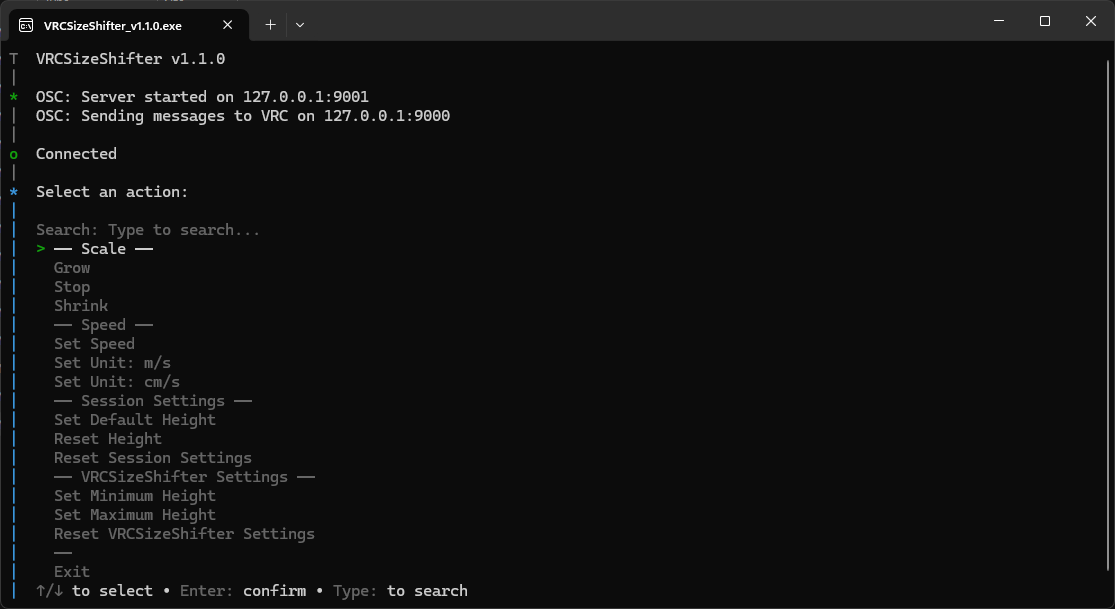 VRCSizeShifter_v1.1.0.exe
VRCSizeShifter v1.1.0
OSC: Server started on 127.0.0.1:9001
OSC: Sending messages to VRC on 127.0.0.1:9000
Connected
Select an action:
Search: Type to search...
> ── Scale ──
Grow
Stop
Shrink
── Speed ──
Set Speed
Set Unit: m/s
Set Unit: cm/s
── Session Settings ──
Set Default Height
Reset Height
Reset Session Settings
── VRCSizeShifter Settings ──
Set Minimum Height
Set Maximum Height
Reset VRCSizeShifter Settings
──
Exit
↑/↓ to select • Enter: confirm • Type: to search